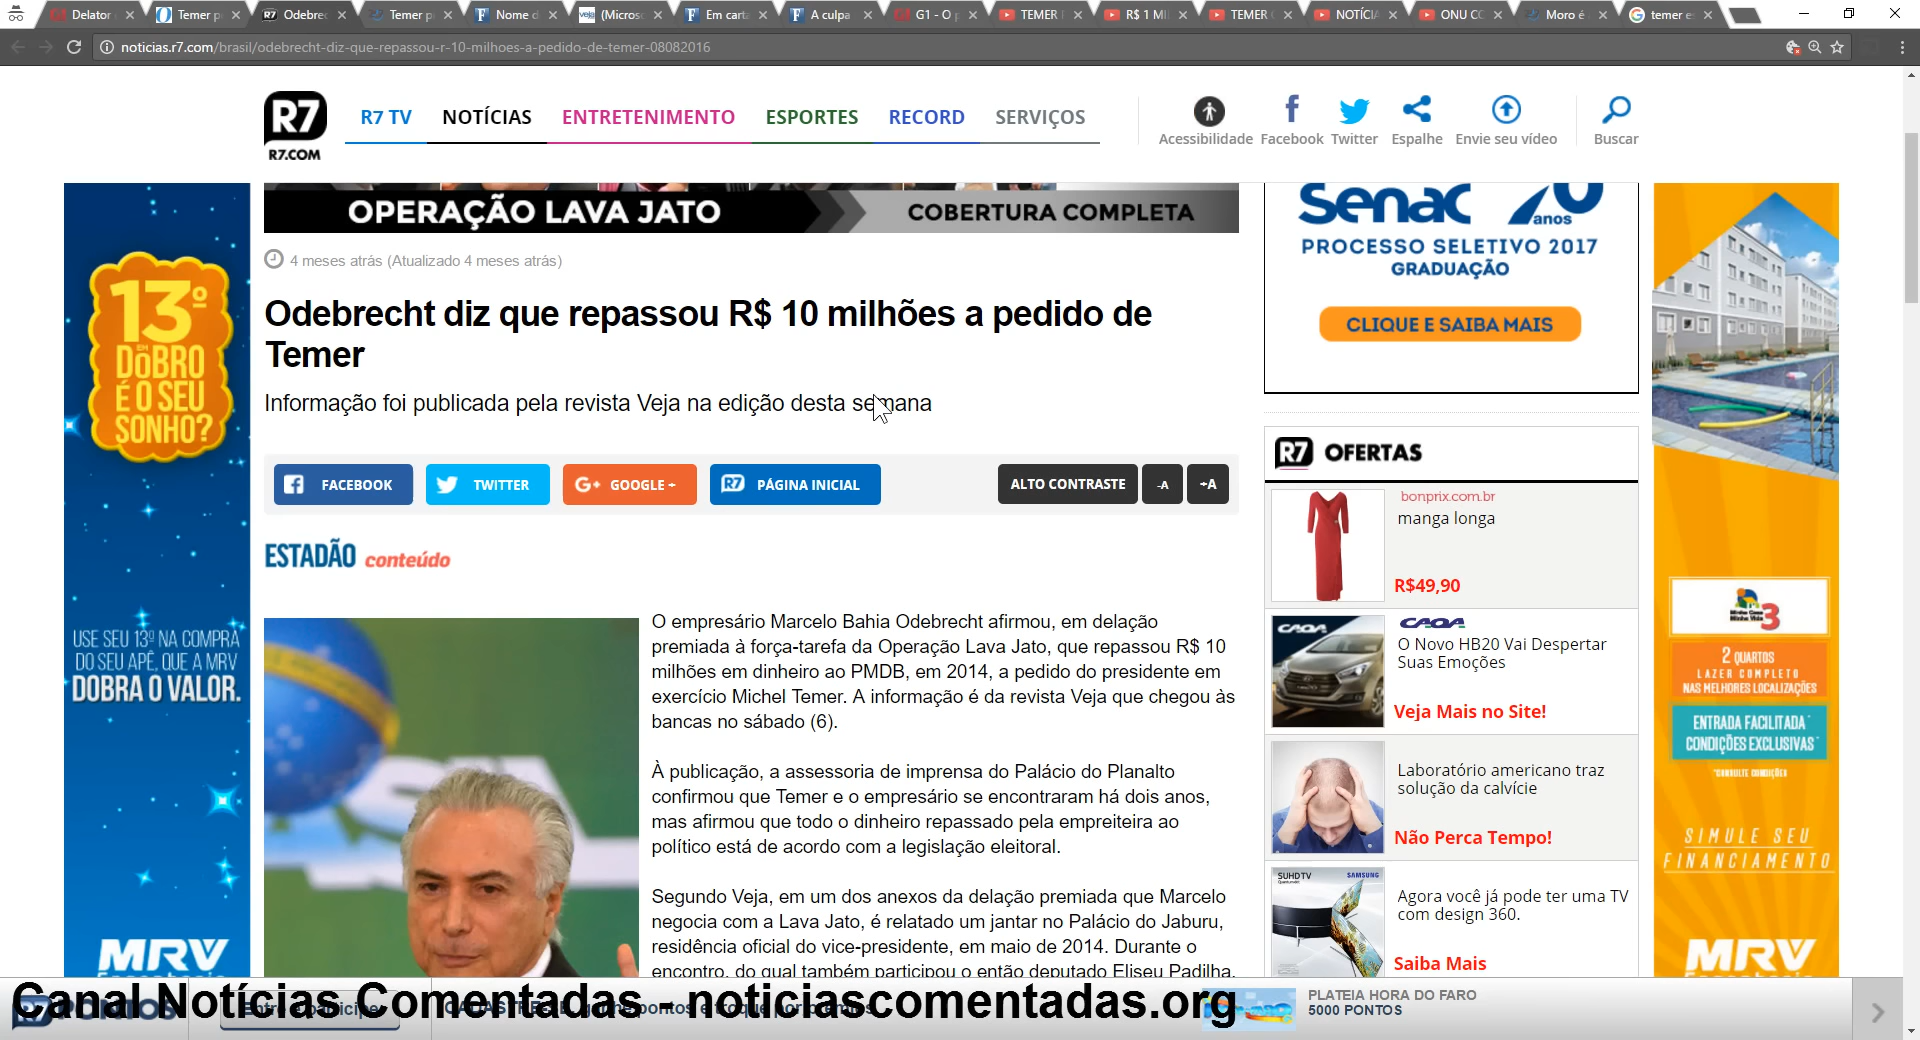 Delator
Temer p
Odebrec
Temer p
Nome d
(Micros
Em cart
A culpa
G1 - O p
TEMER
R$ 1 MI
TEMER
NOTÍCIA
ONU CO
Moro é
temer e
noticias.r7.com/brasil/odebrecht-diz-que-repassou-r-10-milhoes-a-pedido-de-temer-08082016
R7
R7.COM
R7 TV
NOTÍCIAS
ENTRETENIMENTO
ESPORTES
RECORD
SERVIÇOS
Acessibilidade
Facebook
Twitter
Espalhe
Envie seu vídeo
Buscar
OPERAÇÃO LAVA JATO
COBERTURA COMPLETA
4 meses atrás (Atualizado 4 meses atrás)
Odebrecht diz que repassou R$ 10 milhões a pedido de
Temer
Informação foi publicada pela revista Veja na edição desta semana
FACEBOOK
TWITTER
G+ GOOGLE +
R7 PÁGINA INICIAL
ALTO CONTRASTE
-A
+A
ESTADÃO conteúdo
O empresário Marcelo Bahia Odebrecht afirmou, em delação
premiada à força-tarefa da Operação Lava Jato, que repassou R$ 10
milhões em dinheiro ao PMDB, em 2014, a pedido do presidente em
exercício Michel Temer. A informação é da revista Veja que chegou às
bancas no sábado (6).
À publicação, a assessoria de imprensa do Palácio do Planalto
confirmou que Temer e o empresário se encontraram há dois anos,
mas afirmou que todo o dinheiro repassado pela empreiteira ao
político está de acordo com a legislação eleitoral.
Segundo Veja, em um dos anexos da delação premiada que Marcelo
negocia com a Lava Jato, é relatado um jantar no Palácio do Jaburu,
residência oficial do vice-presidente, em maio de 2014. Durante o
encontro, do qual também participou o então deputado Eliseu Padilha,
13º
EM
DOBRO
É O SEU
SONHO?
USE SEU 13º NA COMPRA
DO SEU APÊ, QUE A MRV
DOBRA O VALOR.
MRV
Engenharia
Senac 70
anos
PROCESSO SELETIVO 2017
GRADUAÇÃO
CLIQUE E SAIBA MAIS
R7 OFERTAS
bonprix.com.br
manga longa
R$49,90
CAOA
CAOA
O Novo HB20 Vai Despertar
Suas Emoções
Veja Mais no Site!
Laboratório americano traz
solução da calvície
Não Perca Tempo!
SUHDTV
SAMSUNG
Agora você já pode ter uma TV
com design 360.
Saiba Mais
Minha Casa
Minha Vida 3
2 QUARTOS
LAZER COMPLETO
NAS MELHORES LOCALIZAÇÕES
ENTRADA FACILITADA*
CONDIÇÕES EXCLUSIVAS*
*CONSULTE CONDIÇÕES
SIMULE SEU
FINANCIAMENTO
MRV
Engenharia
Canal Notícias Comentadas - noticiascomentadas.org
PLATEIA HORA DO FARO
5000 PONTOS